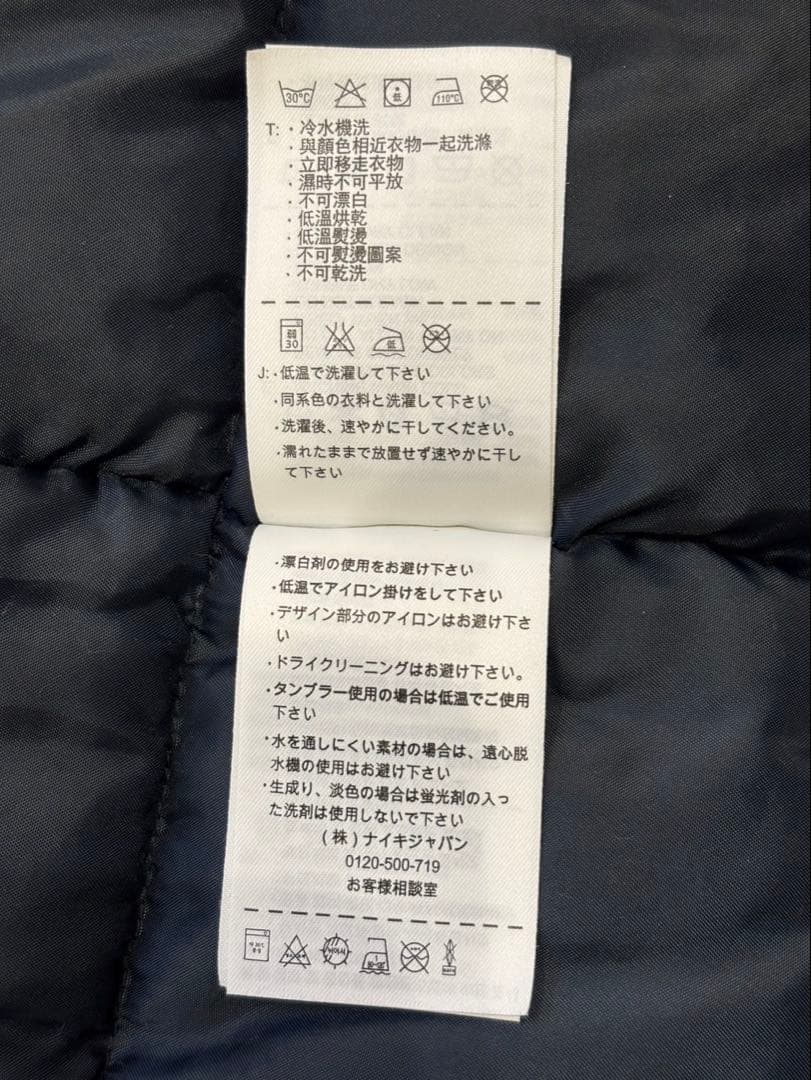 30°C 低 110°C
T: ・冷水機洗
・與顏色相近衣物一起洗滌
・立即移走衣物
・濕時不可平放
・不可漂白
・低溫烘乾
・低溫熨燙
・不可熨燙圖案
・不可乾洗
弱 30 低
J: ・低温で洗濯して下さい
・同系色の衣料と洗濯して下さい
・洗濯後、速やかに干してください。
・濡れたままで放置せず速やかに干し
て下さい
・漂白剤の使用をお避け下さい
・低温でアイロン掛けをして下さい
・デザイン部分のアイロンはお避け下さ
い
・ドライクリーニングはお避け下さい。
・タンブラー使用の場合は低温でご使用
下さい
・水を通しにくい素材の場合は、遠心脱
水機の使用はお避け下さい
・生成り、淡色の場合は蛍光剤の入っ
た洗剤は使用しないで下さい
(株)ナイキジャパン
0120-500-719
お客様相談室